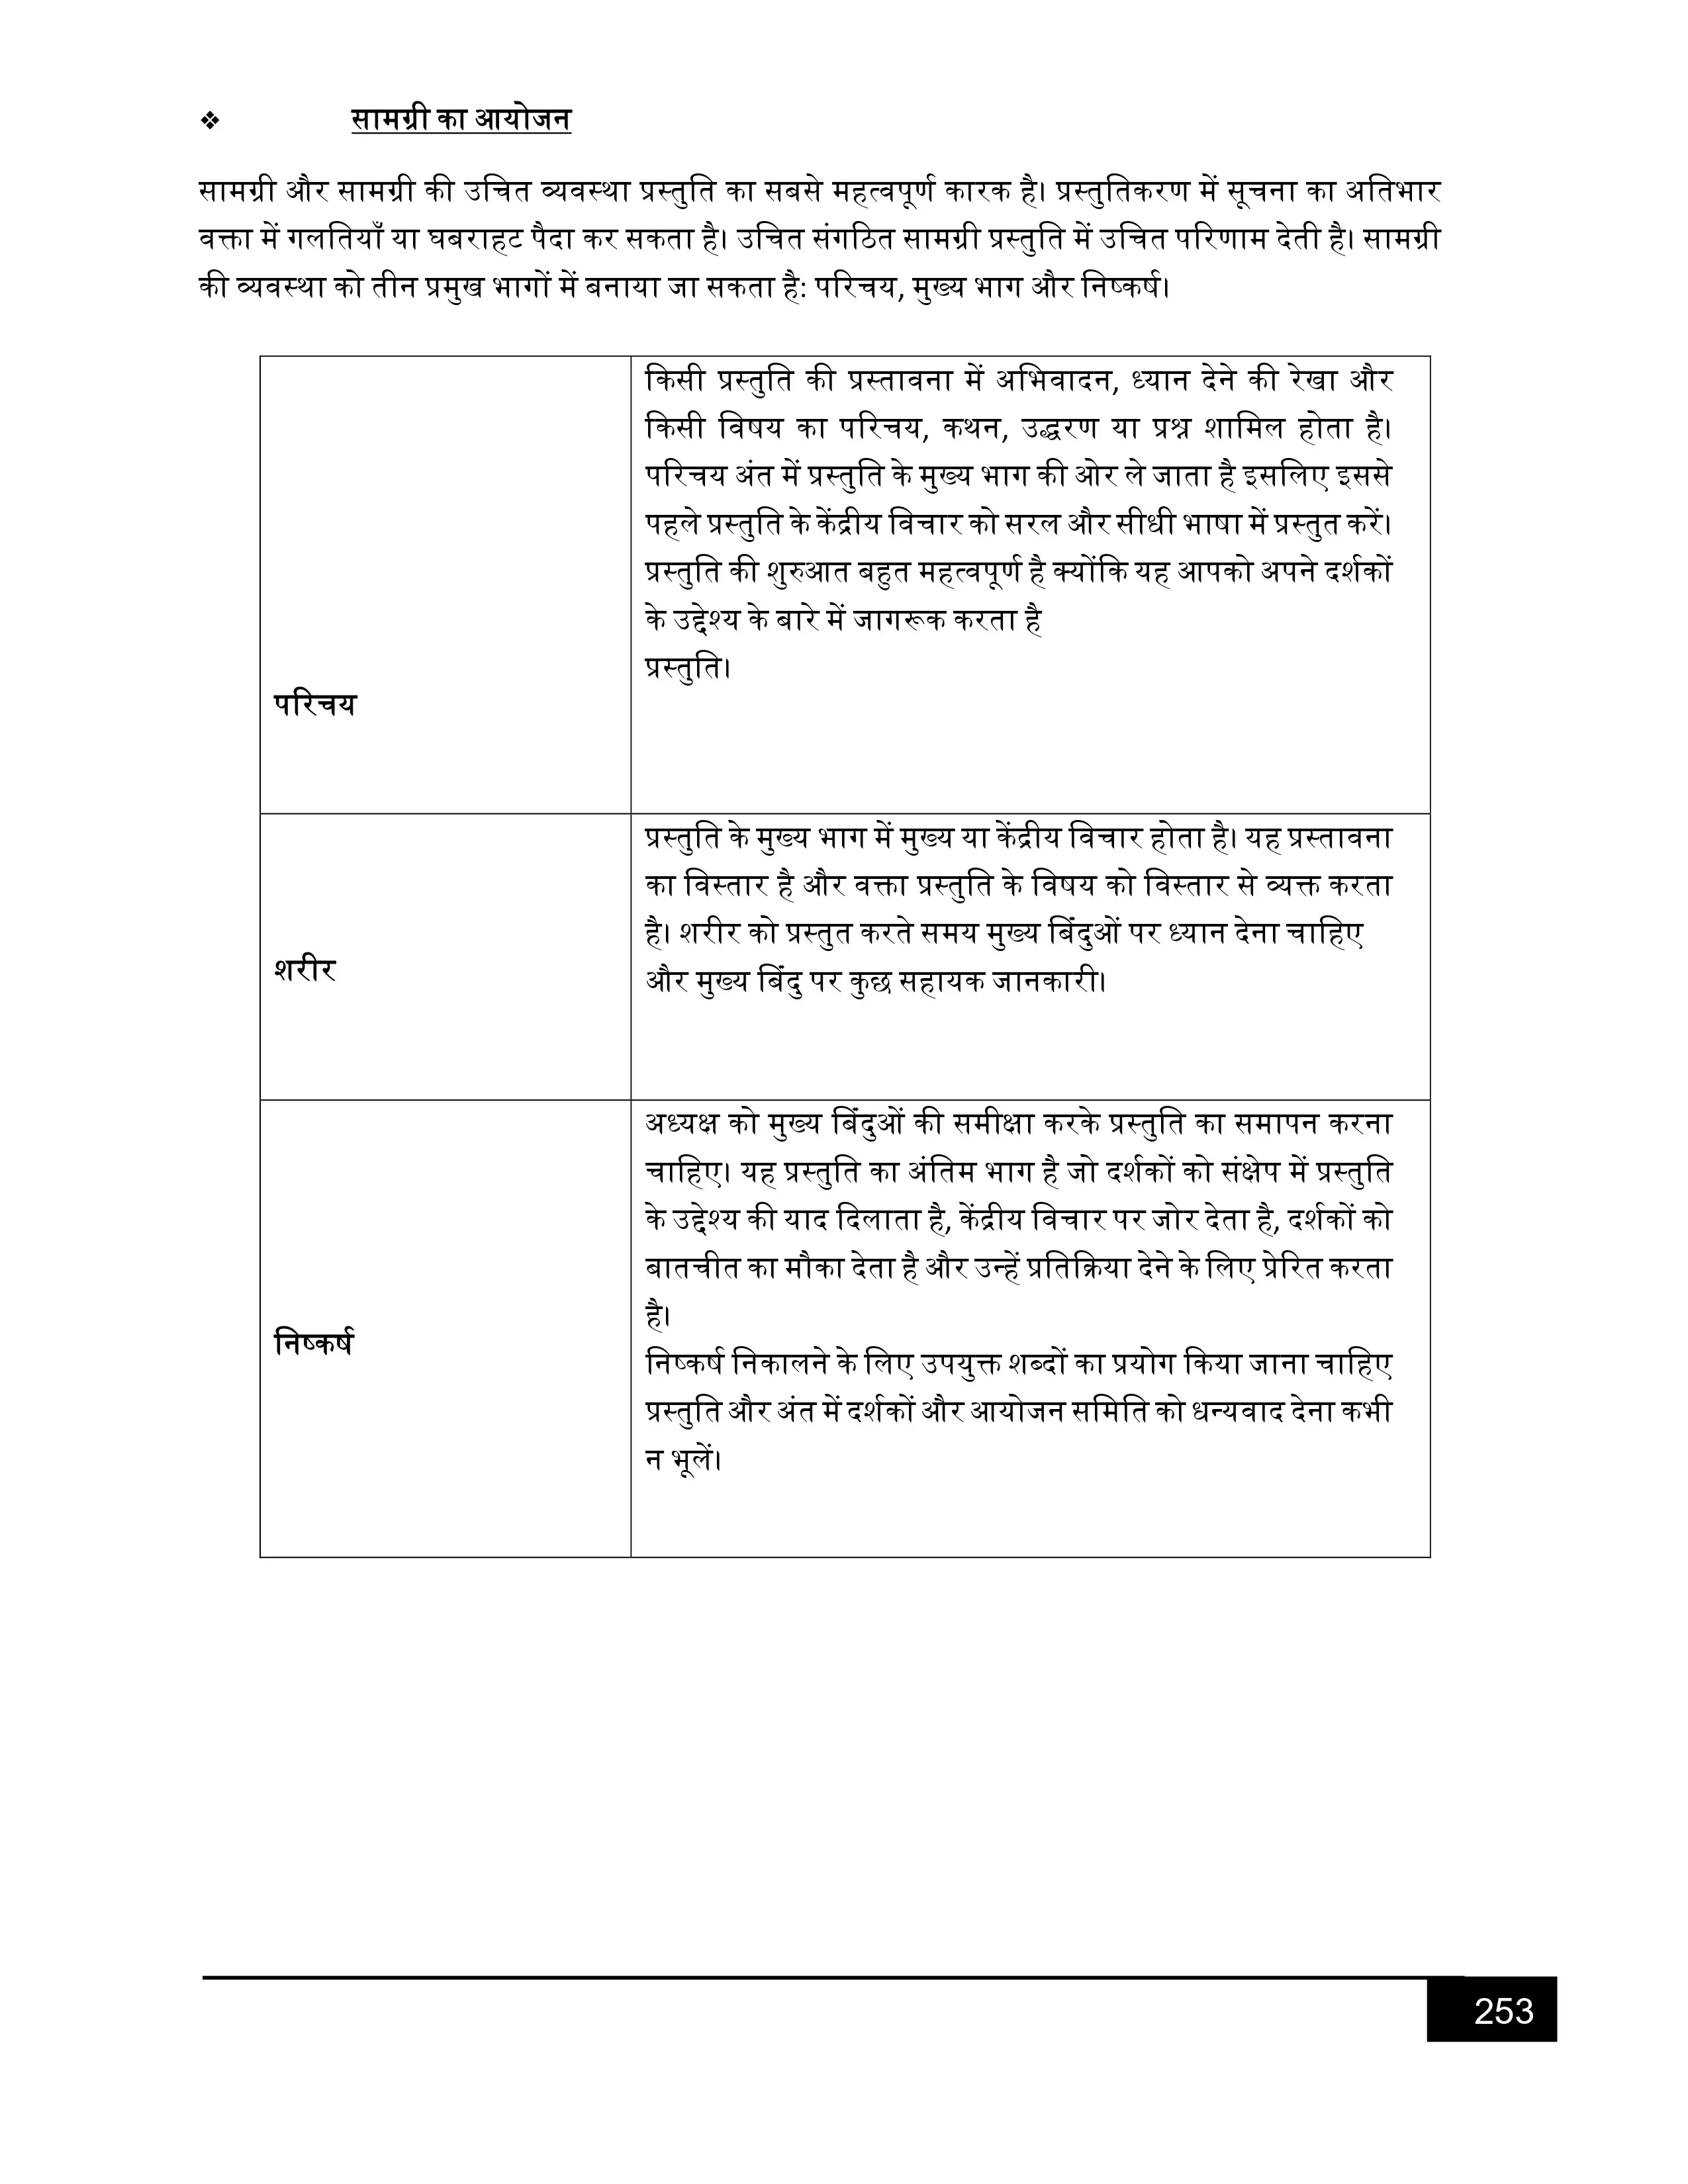 ❖ सामग्री का आयोजन
सामग्री और सामग्री की उचित व्यवस्था प्रस्तुति का सबसे महत्वपूर्ण कारक है। प्रस्तुतिकरण में सूचना का अतिभार
वक्ता में गलतियाँ या घबराहट पैदा कर सकता है। उचित संगठित सामग्री प्रस्तुति में उचित परिणाम देती है। सामग्री
की व्यवस्था को तीन प्रमुख भागों में बनाया जा सकता है: परिचय, मुख्य भाग और निष्कर्ष।
परिचय
किसी प्रस्तुति की प्रस्तावना में अभिवादन, ध्यान देने की रेखा और
किसी विषय का परिचय, कथन, उद्धरण या प्रश्न शामिल होता है।
परिचय अंत में प्रस्तुति के मुख्य भाग की ओर ले जाता है इसलिए इससे
पहले प्रस्तुति के केंद्रीय विचार को सरल और सीधी भाषा में प्रस्तुत करें।
प्रस्तुति की शुरुआत बहुत महत्वपूर्ण है क्योंकि यह आपको अपने दर्शकों
के उद्देश्य के बारे में जागरूक करता है
प्रस्तुति।
शरीर
प्रस्तुति के मुख्य भाग में मुख्य या केंद्रीय विचार होता है। यह प्रस्तावना
का विस्तार है और वक्ता प्रस्तुति के विषय को विस्तार से व्यक्त करता
है। शरीर को प्रस्तुत करते समय मुख्य बिंदुओं पर ध्यान देना चाहिए
और मुख्य बिंदु पर कुछ सहायक जानकारी।
निष्कर्ष
अध्यक्ष को मुख्य बिंदुओं की समीक्षा करके प्रस्तुति का समापन करना
चाहिए। यह प्रस्तुति का अंतिम भाग है जो दर्शकों को संक्षेप में प्रस्तुति
के उद्देश्य की याद दिलाता है, केंद्रीय विचार पर जोर देता है, दर्शकों को
बातचीत का मौका देता है और उन्हें प्रतिक्रिया देने के लिए प्रेरित करता
है।
निष्कर्ष निकालने के लिए उपयुक्त शब्दों का प्रयोग किया जाना चाहिए
प्रस्तुति और अंत में दर्शकों और आयोजन समिति को धन्यवाद देना कभी
न भूलें।
253